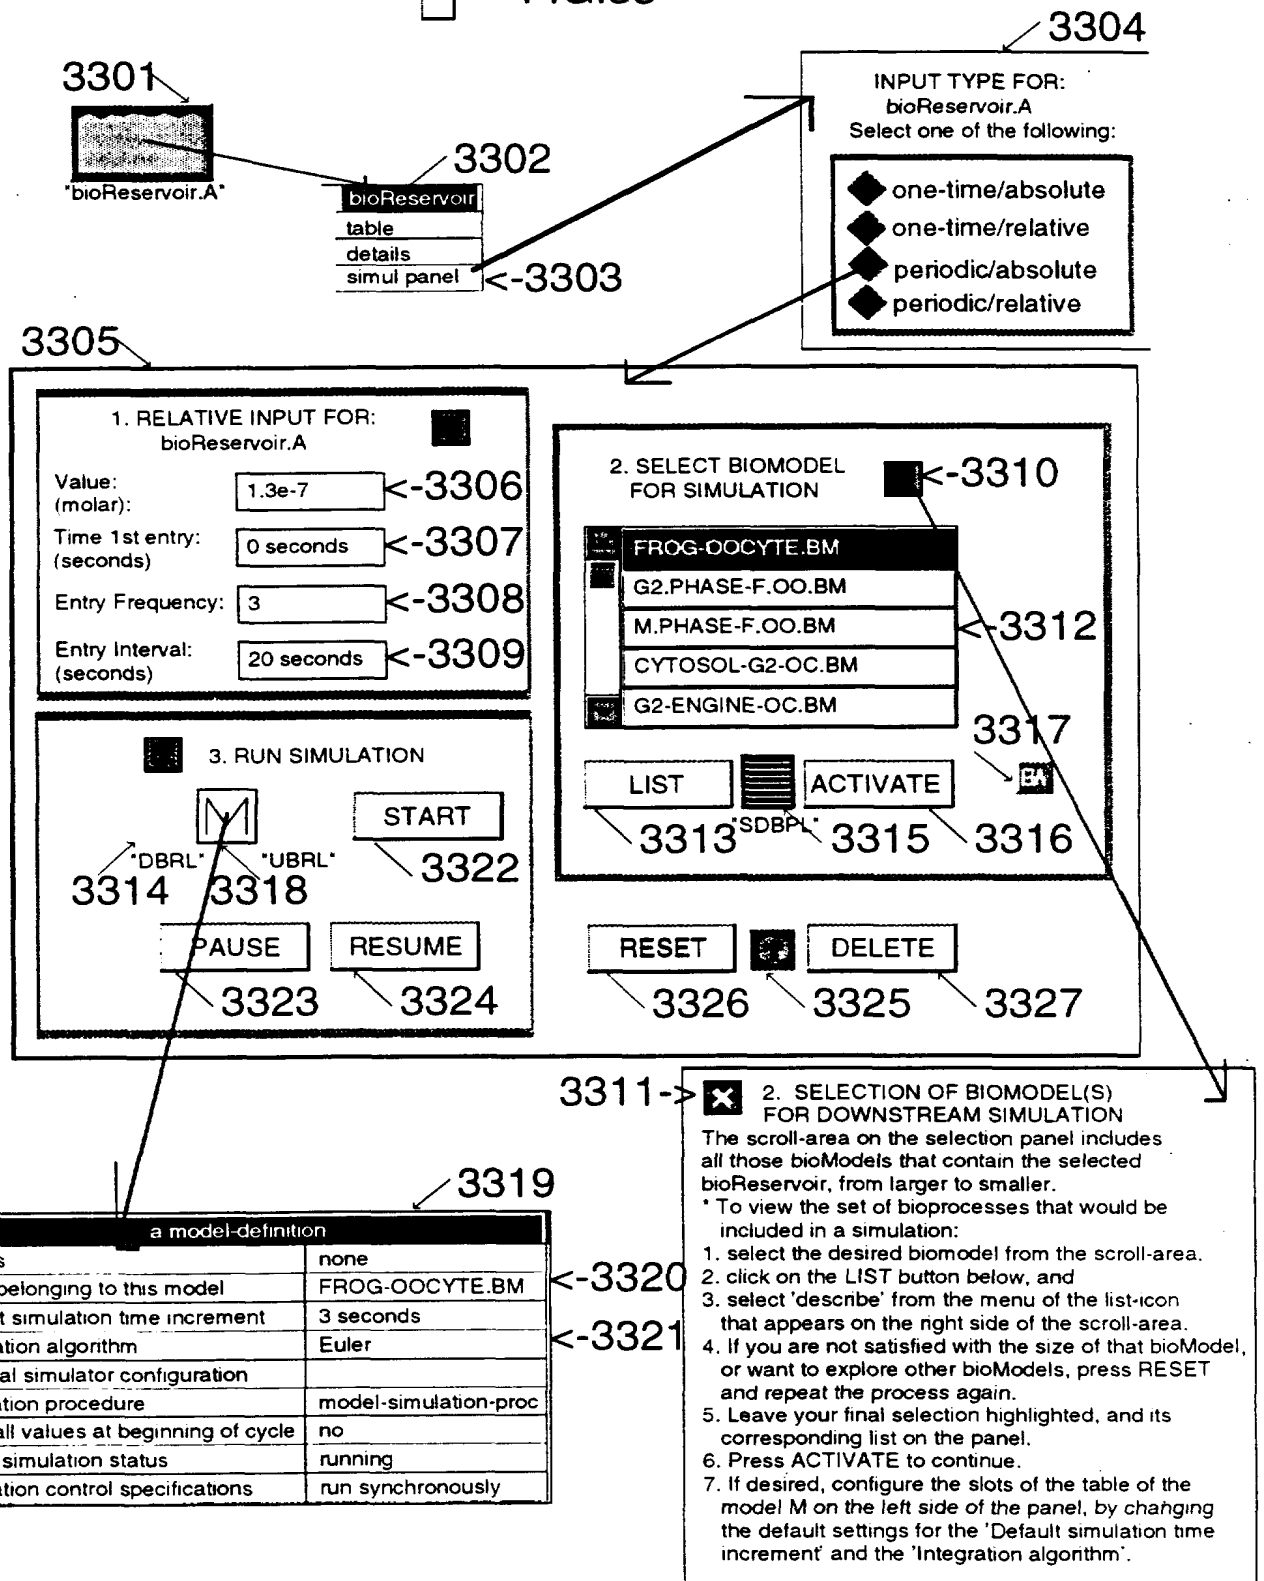 3304
3301
INPUT TYPE FOR:
bioReservoir.A
Select one of the following:
3302
"bioReservoir.A"
bioReservoir
table
details
simul panel
<-3303
one-time/absolute
one-time/relative
periodic/absolute
periodic/relative
3305
1. RELATIVE INPUT FOR:
bioReservoir.A
Value:
(molar):
1.3e-7
<-3306
Time 1st entry:
(seconds)
0 seconds
<-3307
Entry Frequency:
3
<-3308
Entry Interval:
(seconds)
20 seconds
<-3309
2. SELECT BIOMODEL
FOR SIMULATION
<-3310
FROG-OOCYTE.BM
G2.PHASE-F.OO.BM
M.PHASE-F.OO.BM
<-3312
CYTOSOL-G2-OC.BM
G2-ENGINE-OC.BM
3317
LIST
ACTIVATE
3313
"SDBPL"
3315
3316
3. RUN SIMULATION
M
START
"DBRL"
"UBRL"
3322
3314
3318
PAUSE
RESUME
3323
3324
RESET
DELETE
3326
3325
3327
3311->
2. SELECTION OF BIOMODEL(S)
FOR DOWNSTREAM SIMULATION
The scroll-area on the selection panel includes
all those bioModels that contain the selected
bioReservoir, from larger to smaller.
* To view the set of bioprocesses that would be
included in a simulation:
1. select the desired biomodel from the scroll-area.
2. click on the LIST button below, and
3. select 'describe' from the menu of the list-icon
that appears on the right side of the scroll-area.
4. If you are not satisfied with the size of that bioModel,
or want to explore other bioModels, press RESET
and repeat the process again.
5. Leave your final selection highlighted, and its
corresponding list on the panel.
6. Press ACTIVATE to continue.
7. If desired, configure the slots of the table of the
model M on the left side of the panel, by changing
the default settings for the 'Default simulation time
increment' and the 'Integration algorithm'.
3319
a model-definition
s none
belonging to this model FROG-OOCYTE.BM
<-3320
t simulation time increment 3 seconds
ation algorithm Euler
<-3321
al simulator configuration
ation procedure model-simulation-proc
all values at beginning of cycle no
simulation status running
ation control specifications run synchronously